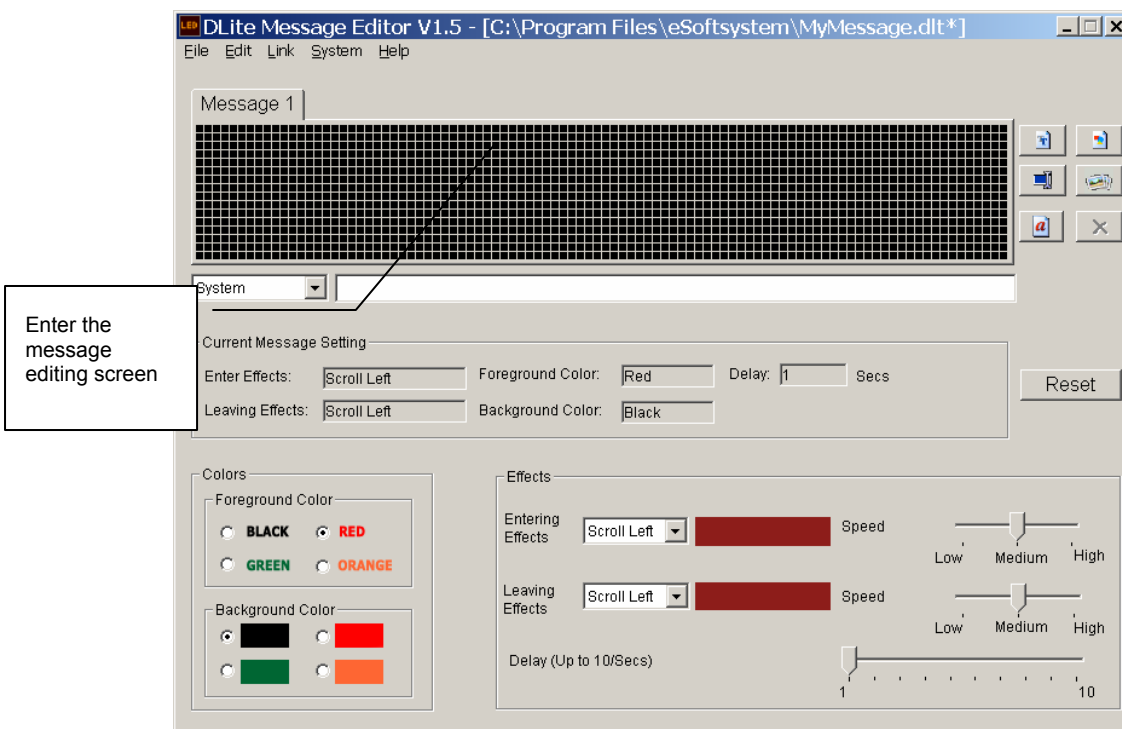 LED DLite Message Editor V1.5 - [C:\Program Files\eSoftsystem\MyMessage.dlt*]
File Edit Link System Help
Message 1
T
a
System
Enter the
message
editing screen
Current Message Setting
Enter Effects: Scroll Left Foreground Color: Red Delay: 1 Secs
Leaving Effects: Scroll Left Background Color: Black
Reset
Colors
Foreground Color
BLACK RED
GREEN ORANGE
Background Color
Effects
Entering
Effects
Scroll Left
Speed
Low Medium High
Leaving
Effects
Scroll Left
Speed
Low Medium High
Delay (Up to 10/Secs)
1 10